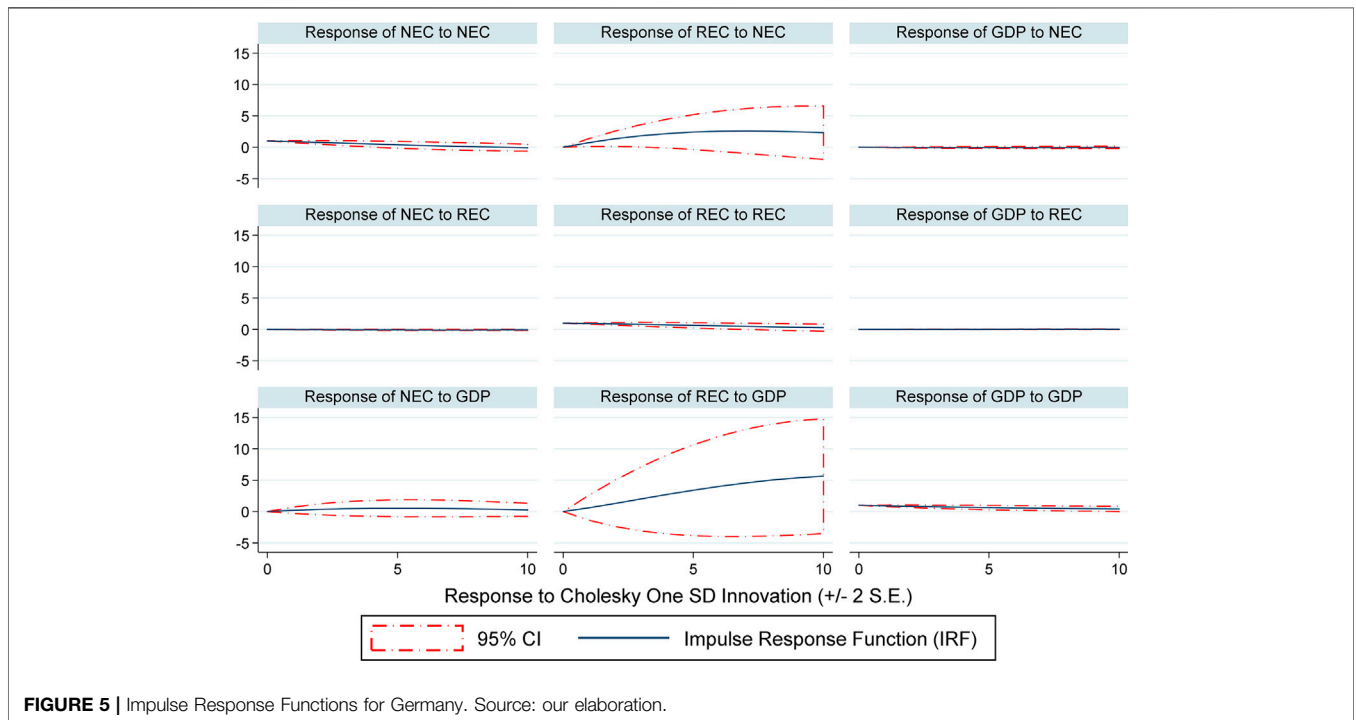 Response of NEC to NEC
Response of REC to NEC
Response of GDP to NEC
15
10
5
0
-5
Response of NEC to REC
Response of REC to REC
Response of GDP to REC
15
10
5
0
-5
Response of NEC to GDP
Response of REC to GDP
Response of GDP to GDP
15
10
5
0
-5
0 5 10 0 5 10 0 5 10
Response to Cholesky One SD Innovation (+/- 2 S.E.)
95% CI Impulse Response Function (IRF)
FIGURE 5 | Impulse Response Functions for Germany. Source: our elaboration.